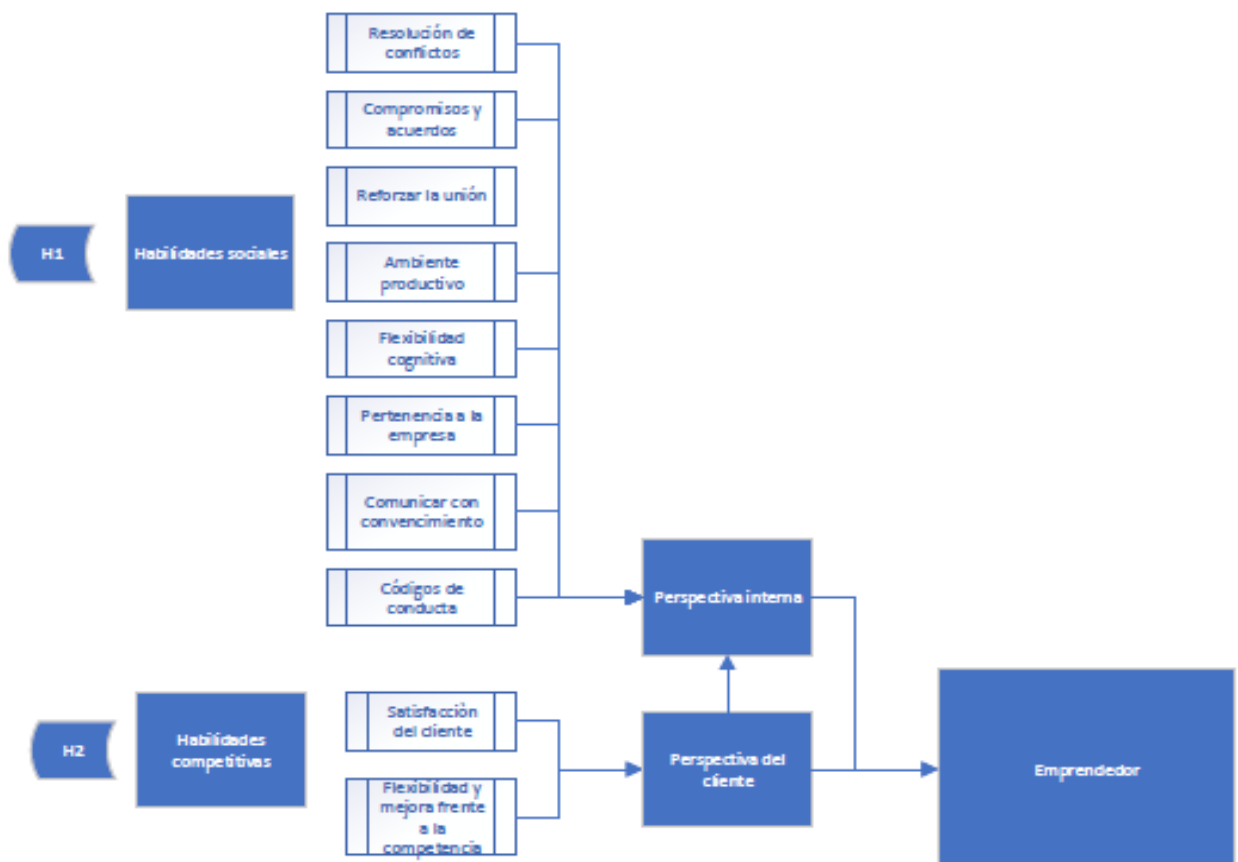 Resolución de
conflictos
Compromisos y
acuerdos
Reforzar la unión
H1
Habilidades sociales
Ambiente
productivo
Flexibilidad
cognitiva
Pertenencia a la
empresa
Comunicar con
convencimiento
Códigos de
conducta
Perspectiva interna
H2
Habilidades
competitivas
Satisfacción
del cliente
Flexibilidad y
mejora frente
a la
competencia
Perspectiva del
cliente
Emprendedor